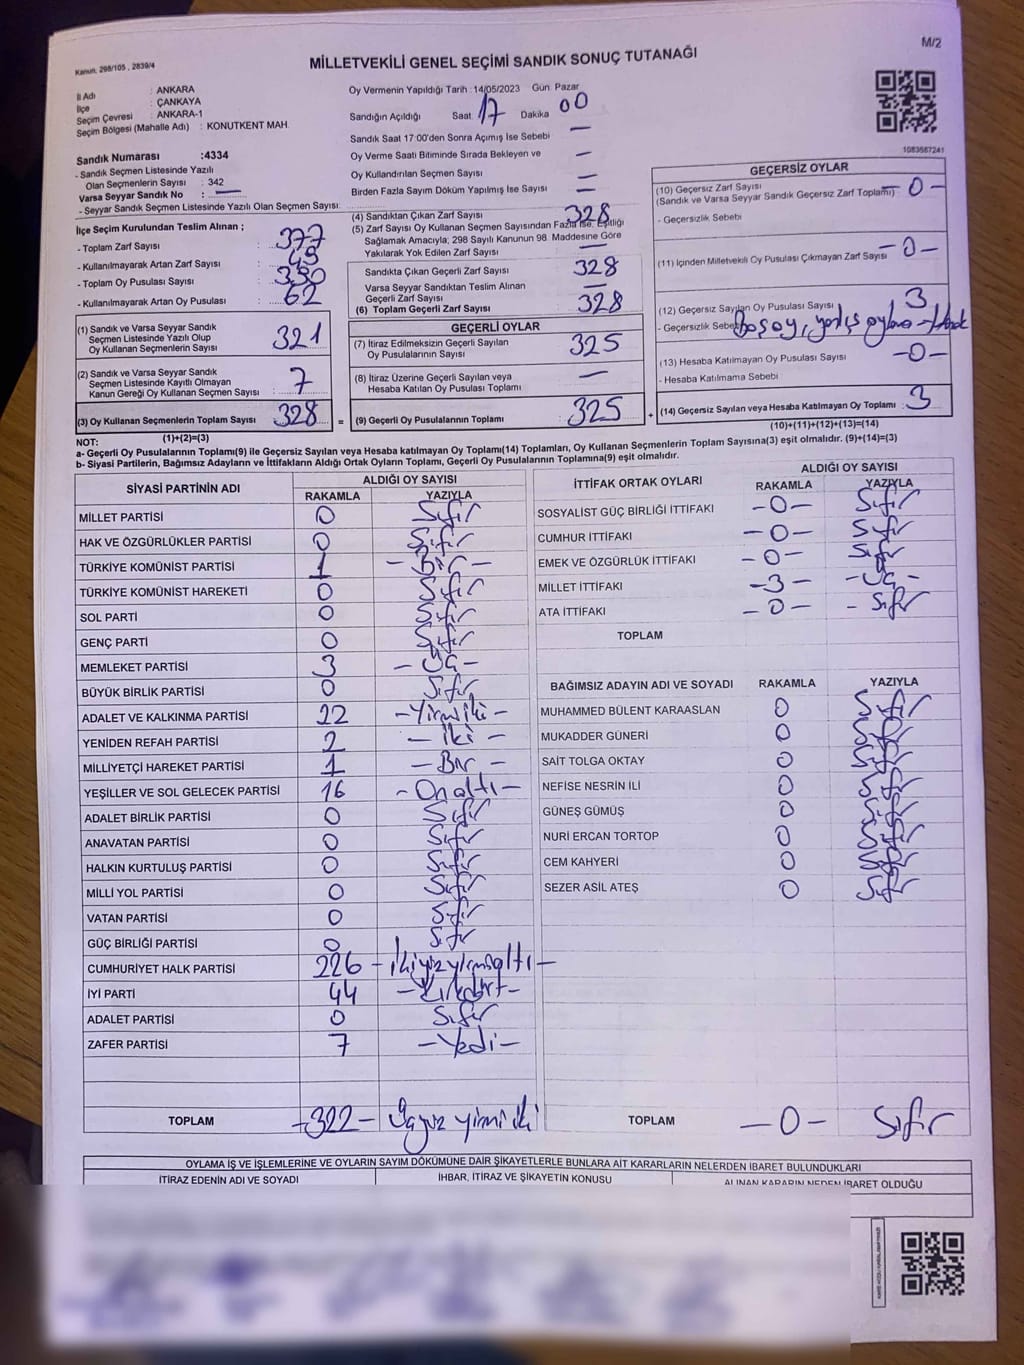 M/2
Kanun. 298/105 , 2839/4
MİLLETVEKİLİ GENEL SEÇİMİ SANDIK SONUÇ TUTANAĞI
İl Adı : ANKARA
İlçe : ÇANKAYA
Seçim Çevresi : ANKARA-1
Seçim Bölgesi (Mahalle Adı) : KONUTKENT MAH.
Sandık Numarası :4334
- Sandık Seçmen Listesinde Yazılı
Olan Seçmenlerin Sayısı : 342
Varsa Seyyar Sandık No : —
- Seyyar Sandık Seçmen Listesinde Yazılı Olan Seçmen Sayısı:
İlçe Seçim Kurulundan Teslim Alınan ;
- Toplam Zarf Sayısı : 377
- Kullanılmayarak Artan Zarf Sayısı : 49
- Toplam Oy Pusulası Sayısı : 390
- Kullanılmayarak Artan Oy Pusulası : 62
(1) Sandık ve Varsa Seyyar Sandık
Seçmen Listesinde Yazılı Olup
Oy Kullanan Seçmenlerin Sayısı 321
(2) Sandık ve Varsa Seyyar Sandık
Seçmen Listesinde Kayıtlı Olmayan
Kanun Gereği Oy Kullanan Seçmen Sayısı : 7
(3) Oy Kullanan Seçmenlerin Toplam Sayısı 328 =
(1)+(2)=(3)
Oy Vermenin Yapıldığı Tarih :14/05/2023 Gün: Pazar
Sandığın Açıldığı Saat: 17 Dakika 00
Sandık Saat 17:00'den Sonra Açımış İse Sebebi —
Oy Verme Saati Bitiminde Sırada Bekleyen ve —
Oy Kullandırılan Seçmen Sayısı —
Birden Fazla Sayım Döküm Yapılmış İse Sayısı —
(4) Sandıktan Çıkan Zarf Sayısı 328
(5) Zarf Sayısı Oy Kullanan Seçmen Sayısından Fazla ise, Eşitliği
Sağlamak Amacıyla; 298 Sayılı Kanunun 98. Maddesine Göre
Yakılarak Yok Edilen Zarf Sayısı —
Sandıkta Çıkan Geçerli Zarf Sayısı 328
Varsa Seyyar Sandıktan Teslim Alınan
Geçerli Zarf Sayısı —
(6) Toplam Geçerli Zarf Sayısı 328
GEÇERLİ OYLAR
(7) İtiraz Edilmeksizin Geçerli Sayılan
Oy Pusulalarının Sayısı 325
(8) İtiraz Üzerine Geçerli Sayılan veya
Hesaba Katılan Oy Pusulası Toplamı —
(9) Geçerli Oy Pusulalarının Toplamı 325 +
1083587241
GEÇERSİZ OYLAR
(10) Geçersiz Zarf Sayısı
(Sandık ve Varsa Seyyar Sandık Geçersiz Zarf Toplamı) -0-
- Geçersizlik Sebebi
(11) İçinden Milletvekili Oy Pusulası Çıkmayan Zarf Sayısı -0-
(12) Geçersiz Sayılan Oy Pusulası Sayısı 3
- Geçersizlik Sebebi Boş oy,
(13) Hesaba Katılmayan Oy Pusulası Sayısı -0-
- Hesaba Katılmama Sebebi
(14) Geçersiz Sayılan veya Hesaba Katılmayan Oy Toplamı 3
(10)+(11)+(12)+(13)=(14)
NOT:
a- Geçerli Oy Pusulalarının Toplamı(9) ile Geçersiz Sayılan veya Hesaba katılmayan Oy Toplamı(14) Toplamları, Oy Kullanan Seçmenlerin Toplam Sayısına(3) eşit olmalıdır. (9)+(14)=(3)
b- Siyasi Partilerin, Bağımsız Adayların ve İttifakların Aldığı Ortak Oyların Toplamı, Geçerli Oy Pusulalarının Toplamına(9) eşit olmalıdır.
SİYASİ PARTİNİN ADI ALDIĞI OY SAYISI
RAKAMLA YAZIYLA
MİLLET PARTİSİ 0 Sıfır
HAK VE ÖZGÜRLÜKLER PARTİSİ 0 Sıfır
TÜRKİYE KOMÜNİST PARTİSİ 1 - Bir -
TÜRKİYE KOMÜNİST HAREKETİ 0 Sıfır
SOL PARTİ 0 Sıfır
GENÇ PARTİ 0 Sıfır
MEMLEKET PARTİSİ 3 - Üç -
BÜYÜK BİRLİK PARTİSİ 0 Sıfır
ADALET VE KALKINMA PARTİSİ 22 - Yirmi iki -
YENİDEN REFAH PARTİSİ 2 - iki -
MİLLİYETÇİ HAREKET PARTİSİ 1 - Bir -
YEŞİLLER VE SOL GELECEK PARTİSİ 16 - Onaltı -
ADALET BİRLİK PARTİSİ 0 Sıfır
ANAVATAN PARTİSİ 0 Sıfır
HALKIN KURTULUŞ PARTİSİ 0 Sıfır
MİLLİ YOL PARTİSİ 0 Sıfır
VATAN PARTİSİ 0 Sıfır
GÜÇ BİRLİĞİ PARTİSİ 0 Sıfır
CUMHURİYET HALK PARTİSİ 226 - ikiyüzyirmialtı -
İYİ PARTİ 44 - Kırkdört -
ADALET PARTİSİ 0 Sıfır
ZAFER PARTİSİ 7 - Yedi -
TOPLAM -322- Üçyüz yirmi iki
İTTİFAK ORTAK OYLARI ALDIĞI OY SAYISI
RAKAMLA YAZIYLA
SOSYALİST GÜÇ BİRLİĞİ İTTİFAKI -0- Sıfır
CUMHUR İTTİFAKI -0- Sıfır
EMEK VE ÖZGÜRLÜK İTTİFAKI -0- Sıfır
MİLLET İTTİFAKI -3- - Üç -
ATA İTTİFAKI -0- - Sıfır
TOPLAM
BAĞIMSIZ ADAYIN ADI VE SOYADI RAKAMLA YAZIYLA
MUHAMMED BÜLENT KARAASLAN 0 Sıfır
MUKADDER GÜNERİ 0 Sıfır
SAİT TOLGA OKTAY 0 Sıfır
NEFİSE NESRİN İLİ 0 Sıfır
GÜNEŞ GÜMÜŞ 0 Sıfır
NURİ ERCAN TORTOP 0 Sıfır
CEM KAHYERİ 0 Sıfır
SEZER ASİL ATEŞ 0 Sıfır
TOPLAM -0- Sıfır
OYLAMA İŞ VE İŞLEMLERİNE VE OYLARIN SAYIM DÖKÜMÜNE DAİR ŞİKAYETLERLE BUNLARA AİT KARARLARIN NELERDEN İBARET BULUNDUKLARI
İTİRAZ EDENİN ADI VE SOYADI İHBAR, İTİRAZ VE ŞİKAYETİN KONUSU ALINAN KARARIN NEDEN İBARET OLDUĞU